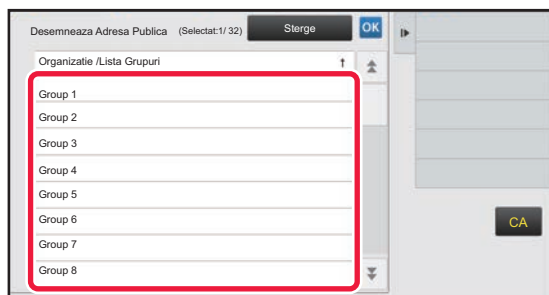 Desemneaza Adresa Publica (Selectat:1/ 32) Sterge OK
Organizatie /Lista Grupuri ↑
Group 1
Group 2
Group 3
Group 4
Group 5
Group 6
CA
Group 7
Group 8